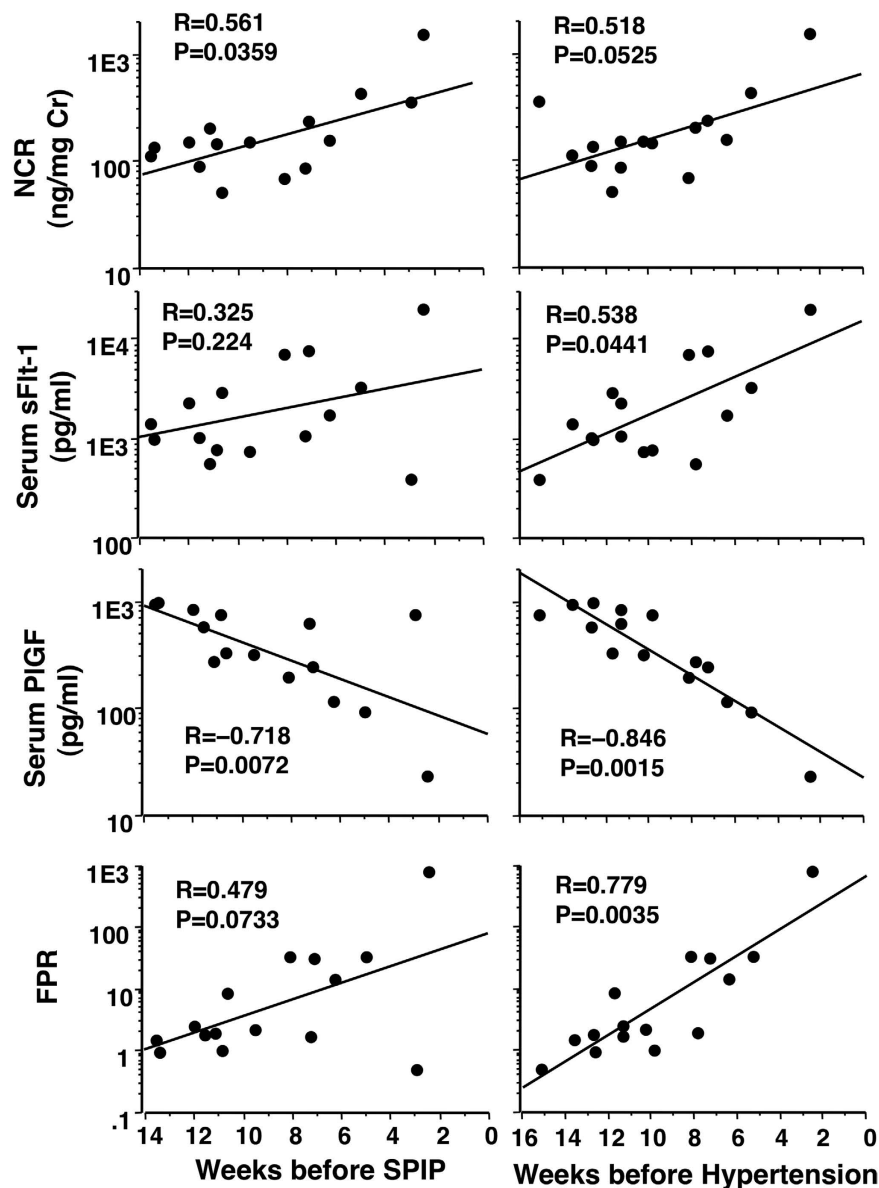 R=0.561
P=0.0359
R=0.518
P=0.0525
1E3
100
10
NCR
(ng/mg Cr)
R=0.325
P=0.224
R=0.538
P=0.0441
1E4
1E3
100
Serum sFlt-1
(pg/ml)
1E3
100
10
Serum PlGF
(pg/ml)
R=−0.718
P=0.0072
R=−0.846
P=0.0015
R=0.479
P=0.0733
R=0.779
P=0.0035
1E3
100
10
1
.1
FPR
14 12 10 8 6 4 2 0
16 14 12 10 8 6 4 2 0
Weeks before SPIP
Weeks before Hypertension